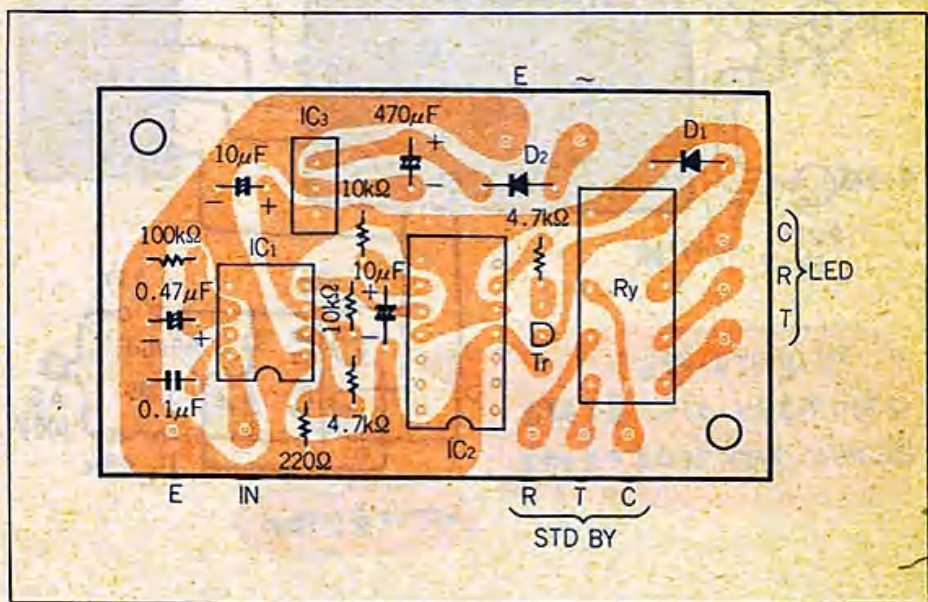 E ~
IC3 470μF + D2 D1
10μF
− + 10kΩ −
4.7kΩ
100kΩ IC1
C
0.47μF 10μF
R LED
10kΩ + Ry
T
− + −
D
Tr
0.1μF 4.7kΩ IC2
220Ω
E IN R T C
STD BY